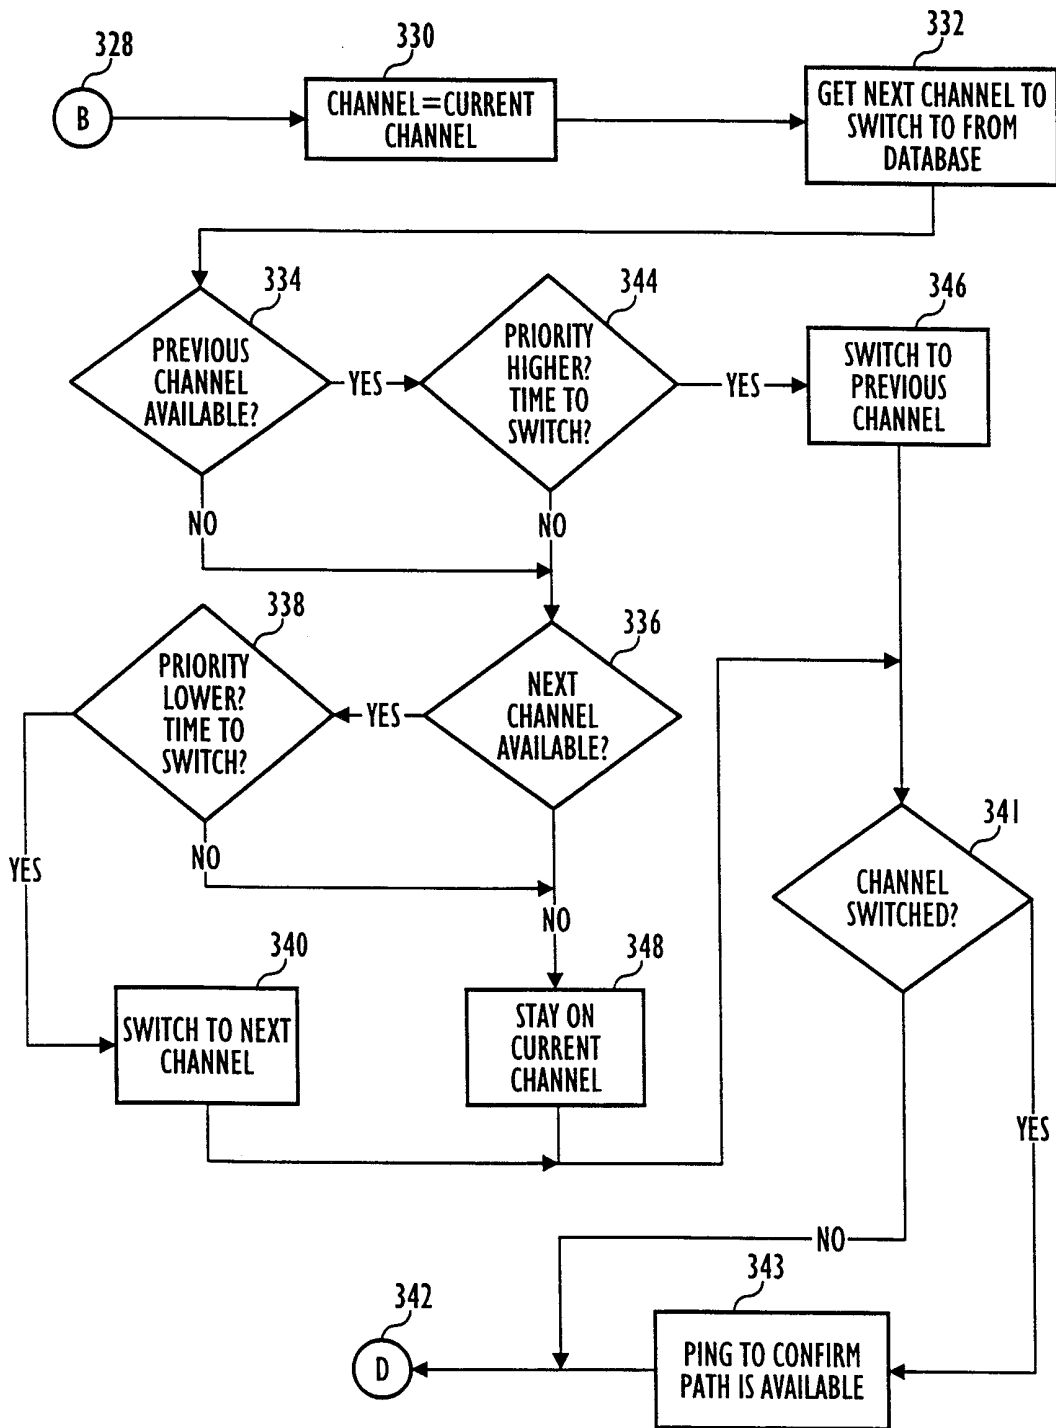 328
B
330
CHANNEL=CURRENT
CHANNEL
332
GET NEXT CHANNEL TO
SWITCH TO FROM
DATABASE
334
PREVIOUS
CHANNEL
AVAILABLE?
YES
NO
344
PRIORITY
HIGHER?
TIME TO
SWITCH?
YES
NO
346
SWITCH TO
PREVIOUS
CHANNEL
338
PRIORITY
LOWER?
TIME TO
SWITCH?
YES
NO
336
NEXT
CHANNEL
AVAILABLE?
YES
NO
341
CHANNEL
SWITCHED?
YES
NO
340
SWITCH TO NEXT
CHANNEL
348
STAY ON
CURRENT
CHANNEL
342
D
343
PING TO CONFIRM
PATH IS AVAILABLE